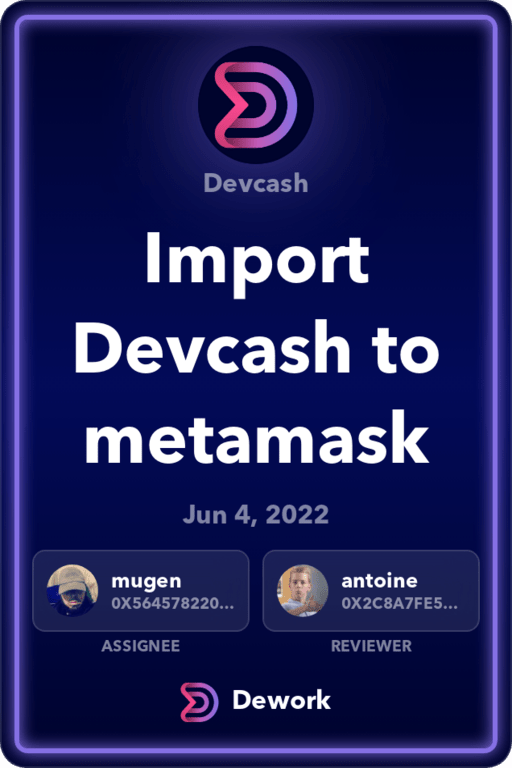 Devcash
Import
Devcash to
metamask
Jun 4, 2022
mugen
0X564578220...
ASSIGNEE
antoine
0X2C8A7FE5...
REVIEWER
Dework